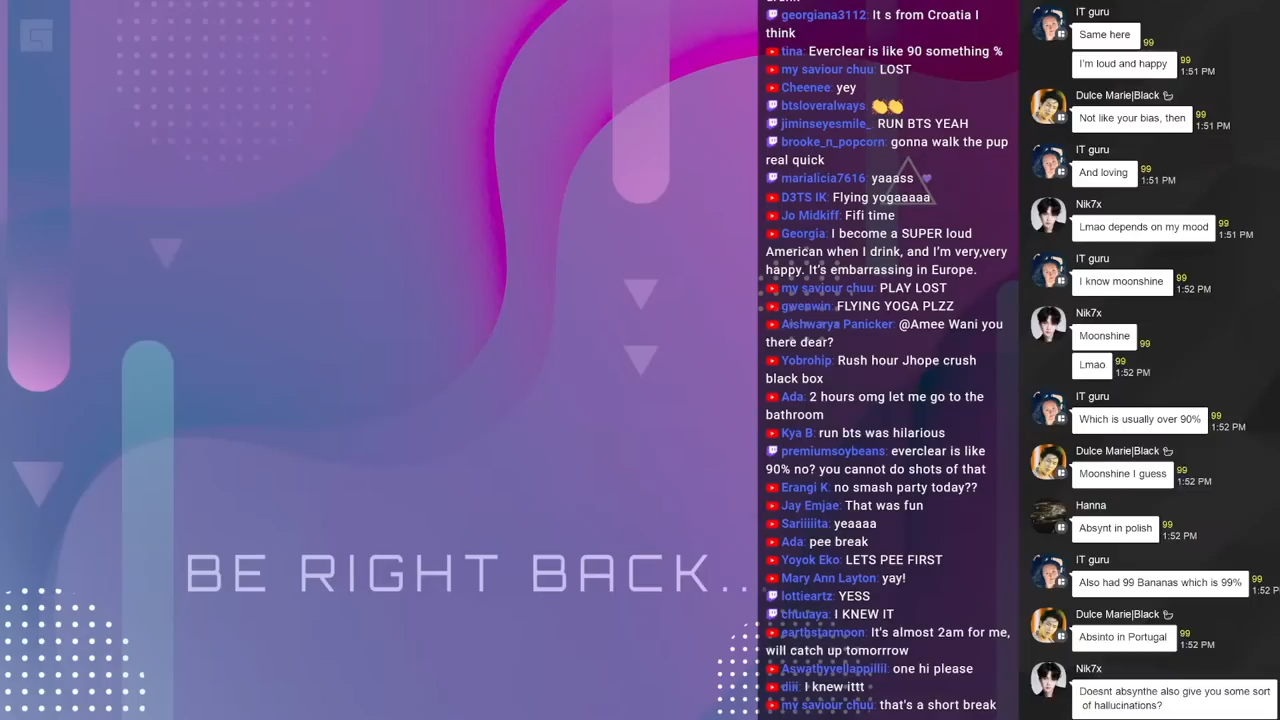 BE RIGHT BACK...
georgiana3112: It s from Croatia I
think
tina: Everclear is like 90 something %
my saviour chuu: LOST
Cheenee: yey
btsloveralways: 👏👏
jiminseyesmile_: RUN BTS YEAH
brooke_n_popcorn: gonna walk the pup
real quick
marialicia7616: yaaass 💜
D3TS IK: Flying yogaaaaa
Jo Midkiff: Fifi time
Georgia: I become a SUPER loud
American when I drink, and I'm very,very
happy. It's embarrassing in Europe.
my saviour chuu: PLAY LOST
gwenwin: FLYING YOGA PLZZ
Aishwarya Panicker: @Amee Wani you
there dear?
Yobrohip: Rush hour Jhope crush
black box
Ada: 2 hours omg let me go to the
bathroom
Kya B: run bts was hilarious
premiumsoybeans: everclear is like
90% no? you cannot do shots of that
Erangi K: no smash party today??
Jay Emjae: That was fun
Sariiiiita: yeaaaa
Ada: pee break
Yoyok Eko: LETS PEE FIRST
Mary Ann Layton: yay!
lottieartz: YESS
chuuaya: I KNEW IT
earthstarmoon: It's almost 2am for me,
will catch up tomorrrow
Aswathyvellappillil: one hi please
diii: I knew ittt
my saviour chuu: that's a short break
IT guru
Same here
99
I'm loud and happy
99
1:51 PM
Dulce Marie|Black
Not like your bias, then
99
1:51 PM
IT guru
And loving
99
1:51 PM
Nik7x
Lmao depends on my mood
99
1:51 PM
IT guru
I know moonshine
99
1:52 PM
Nik7x
Moonshine
99
Lmao
99
1:52 PM
IT guru
Which is usually over 90%
99
1:52 PM
Dulce Marie|Black
Moonshine I guess
99
1:52 PM
Hanna
Absynt in polish
99
1:52 PM
IT guru
Also had 99 Bananas which is 99%
99
1:52 P
Dulce Marie|Black
Absinto in Portugal
99
1:52 PM
Nik7x
Doesnt absynthe also give you some sort
of hallucinations?